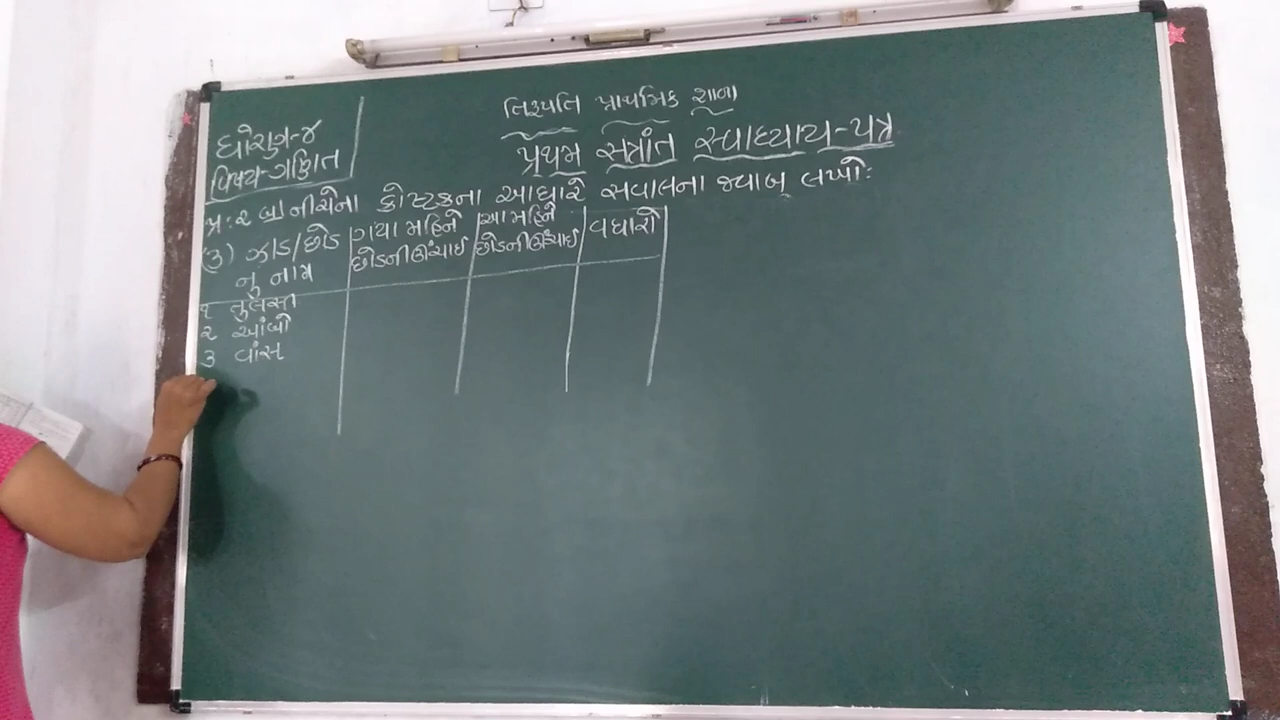 તિરૂપતિ પ્રાથમિક શાળા
પ્રથમ સત્રાંત સ્વાધ્યાય-પત્ર
ધોરણ-૪
વિષય-ગણિત
પ્ર:૨ બ) નીચેના કોષ્ટકના આધારે સવાલના જવાબ લખો:
(૩) ઝાડ/છોડ નુ નામ
ગયા મહિને છોડની ઊંચાઈ
આ મહિને છોડની ઊંચાઈ
વધારો
૧ તુલસી
૨ આંબો
૩ વાંસ